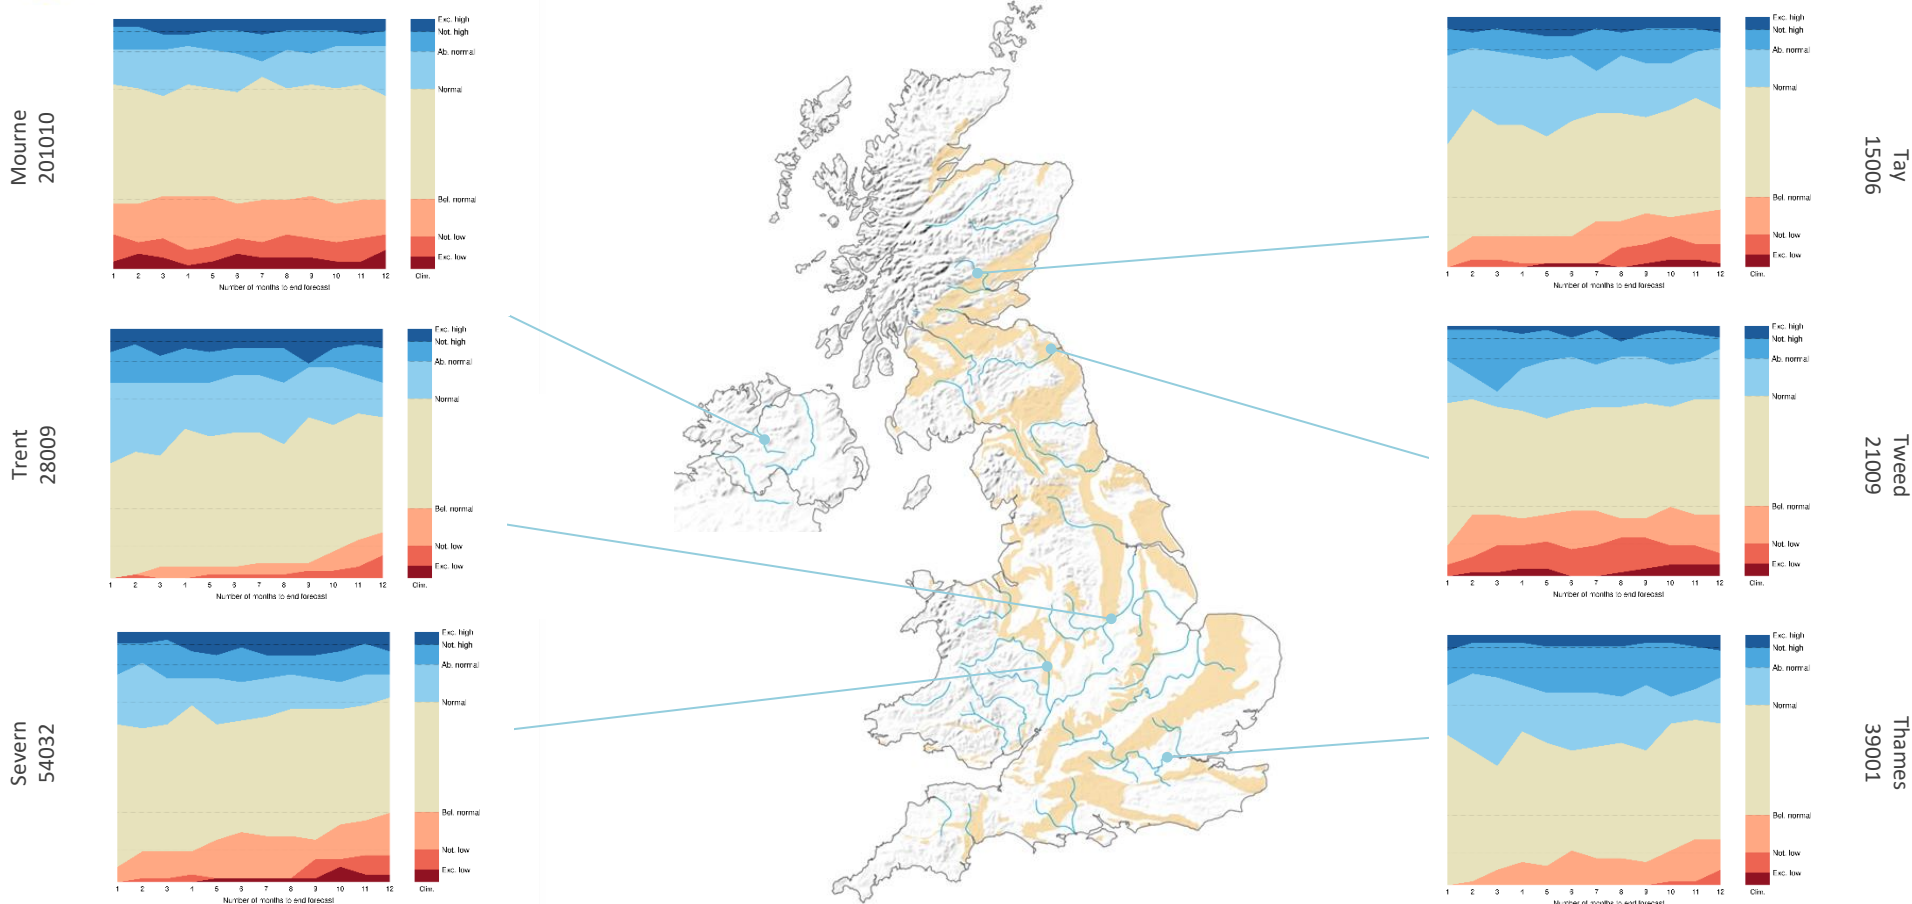 Mourne
201010
Exc. high
Not. high
Ab. normal
Normal
Bel. normal
Not. low
Exc. low
1 2 3 4 5 6 7 8 9 10 11 12
Clim.
Number of months to end forecast
Trent
28009
Exc. high
Not. high
Ab. normal
Normal
Bel. normal
Not. low
Exc. low
1 2 3 4 5 6 7 8 9 10 11 12
Clim.
Number of months to end forecast
Severn
54032
Exc. high
Not. high
Ab. normal
Normal
Bel. normal
Not. low
Exc. low
1 2 3 4 5 6 7 8 9 10 11 12
Clim.
Number of months to end forecast
Tay
15006
Exc. high
Not. high
Ab. normal
Normal
Bel. normal
Not. low
Exc. low
1 2 3 4 5 6 7 8 9 10 11 12
Clim.
Number of months to end forecast
Tweed
21009
Exc. high
Not. high
Ab. normal
Normal
Bel. normal
Not. low
Exc. low
1 2 3 4 5 6 7 8 9 10 11 12
Clim.
Number of months to end forecast
Thames
39001
Exc. high
Not. high
Ab. normal
Normal
Bel. normal
Not. low
Exc. low
1 2 3 4 5 6 7 8 9 10 11 12
Clim.
Number of months to end forecast